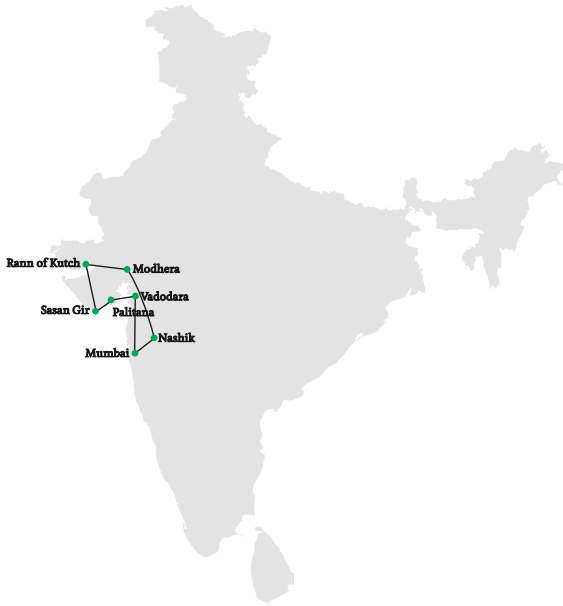 Rann of Kutch
Modhera
Vadodara
Sasan Gir
Palitana
Nashik
Mumbai